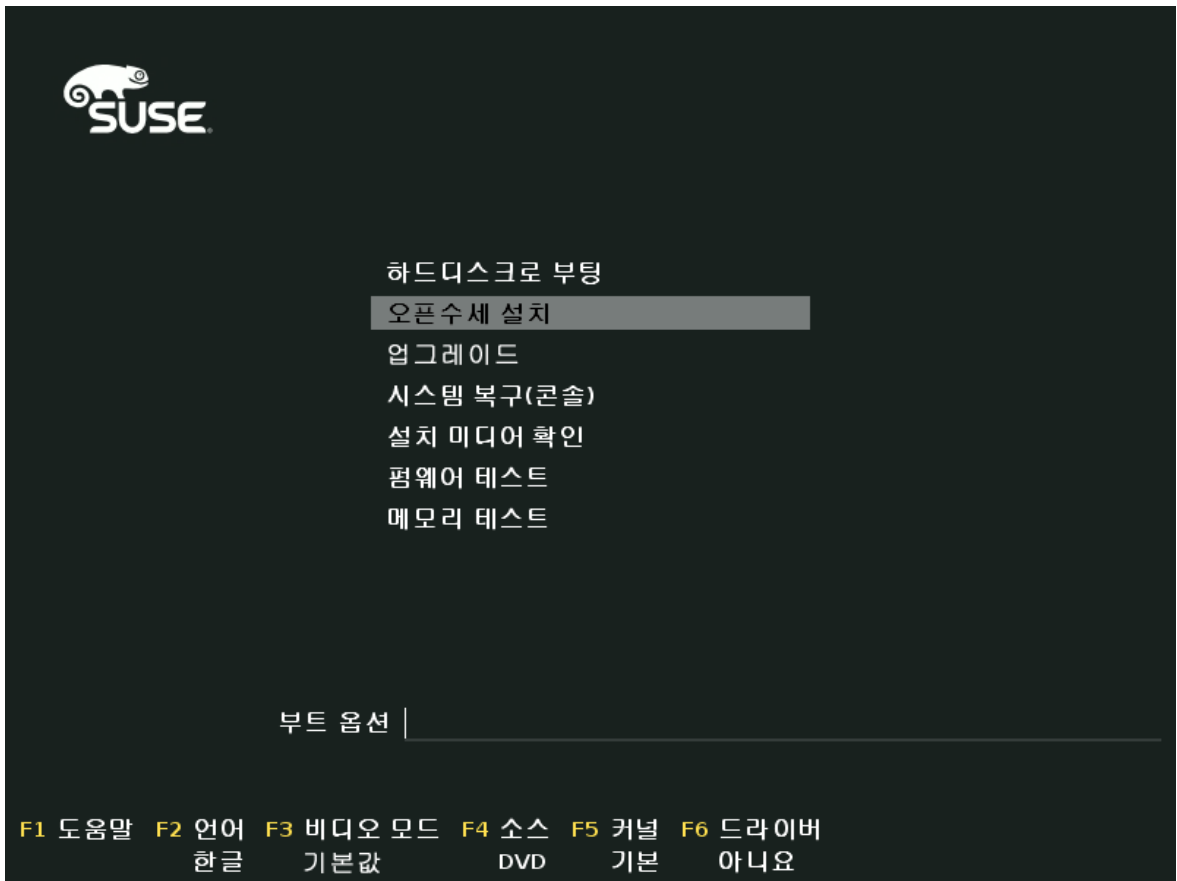 SUSE
하드디스크로 부팅
오픈수세 설치
업그레이드
시스템 복구(콘솔)
설치 미디어 확인
펌웨어 테스트
메모리 테스트
부트 옵션
F1 도움말 F2 언어 F3 비디오 모드 F4 소스 F5 커널 F6 드라이버
한글 기본값 DVD 기본 아니요